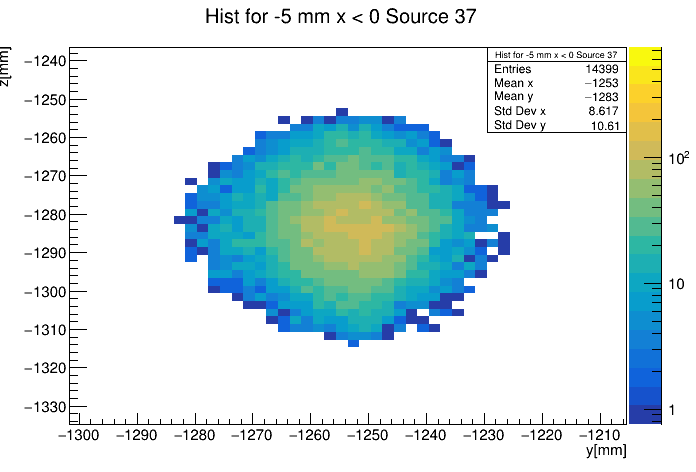 Hist for -5 mm x < 0 Source 37
z[mm]
Hist for -5 mm x < 0 Source 37
Entries 14399
Mean x −1253
Mean y −1283
Std Dev x 8.617
Std Dev y 10.61
−1240
−1250
−1260
−1270
−1280
−1290
−1300
−1310
−1320
−1330
10²
10
1
−1300 −1290 −1280 −1270 −1260 −1250 −1240 −1230 −1220 −1210
y[mm]